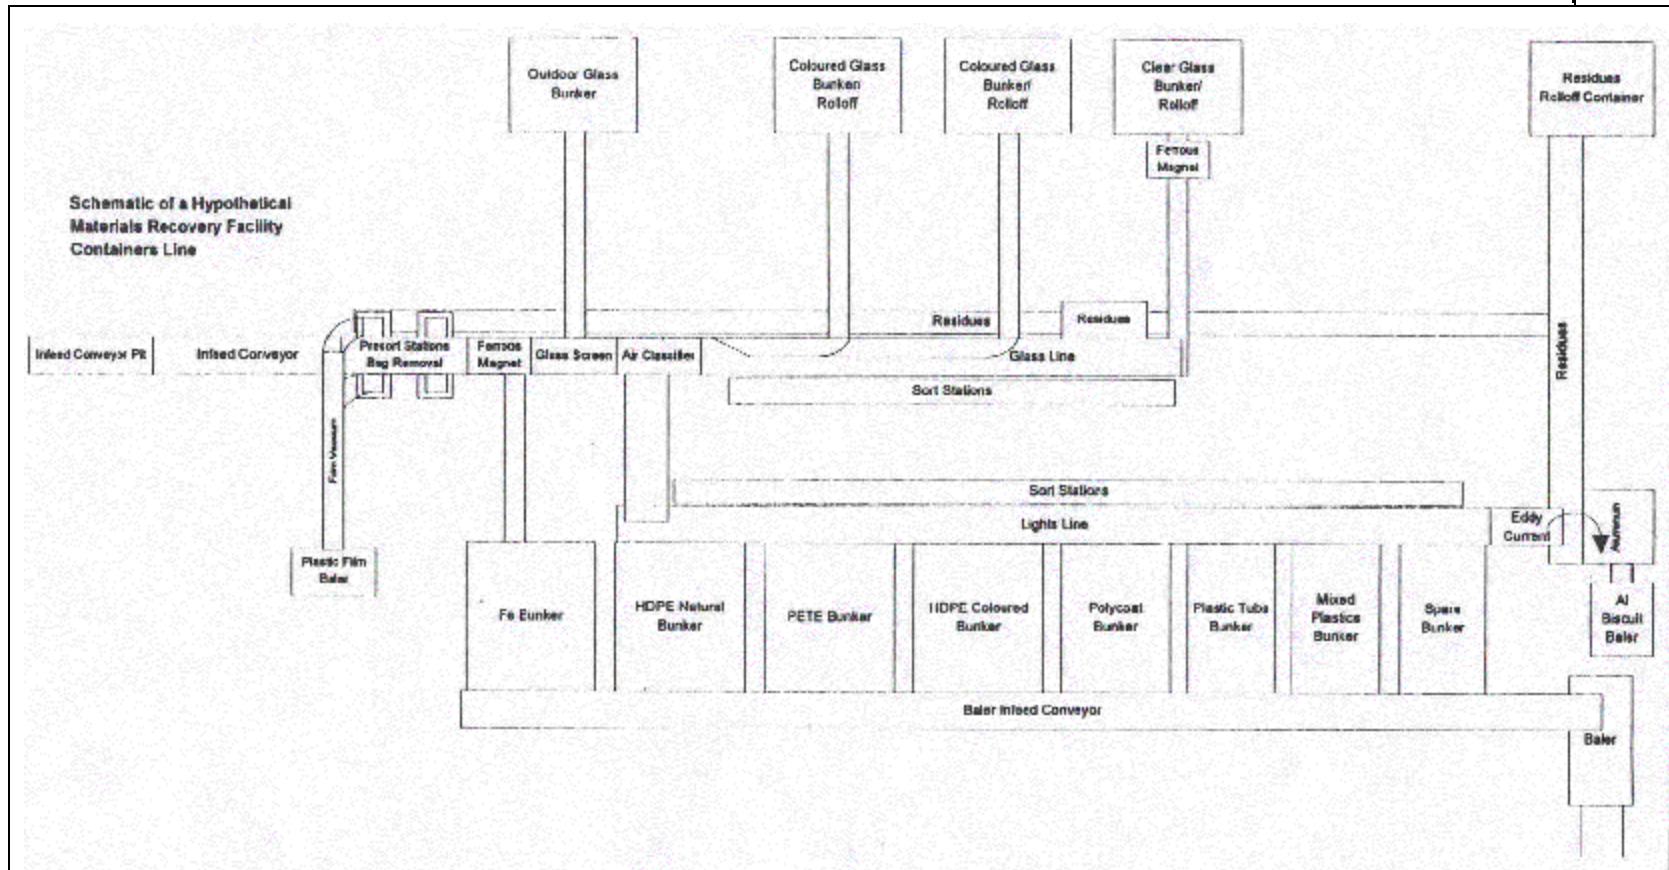 Outdoor Glass
Bunker
Coloured Glass
Bunker/
Rolloff
Coloured Glass
Bunker/
Rolloff
Clear Glass
Bunker/
Rolloff
Residues
Rolloff Container
Ferrous
Magnet
Schematic of a Hypothetical
Materials Recovery Facility
Containers Line
Residues
Residues
Infeed Conveyor Pit
Infeed Conveyor
Presort Stations
Bag Removal
Ferrous
Magnet
Glass Screen
Air Classifier
Glass Line
Residues
Sort Stations
Film Vacuum
Sort Stations
Lights Line
Eddy
Current
Aluminum
Plastic Film
Baler
Fe Bunker
HDPE Natural
Bunker
PETE Bunker
HDPE Coloured
Bunker
Polycoat
Bunker
Plastic Tubs
Bunker
Mixed
Plastics
Bunker
Spare
Bunker
Al
Biscuit
Baler
Baler Infeed Conveyor
Baler